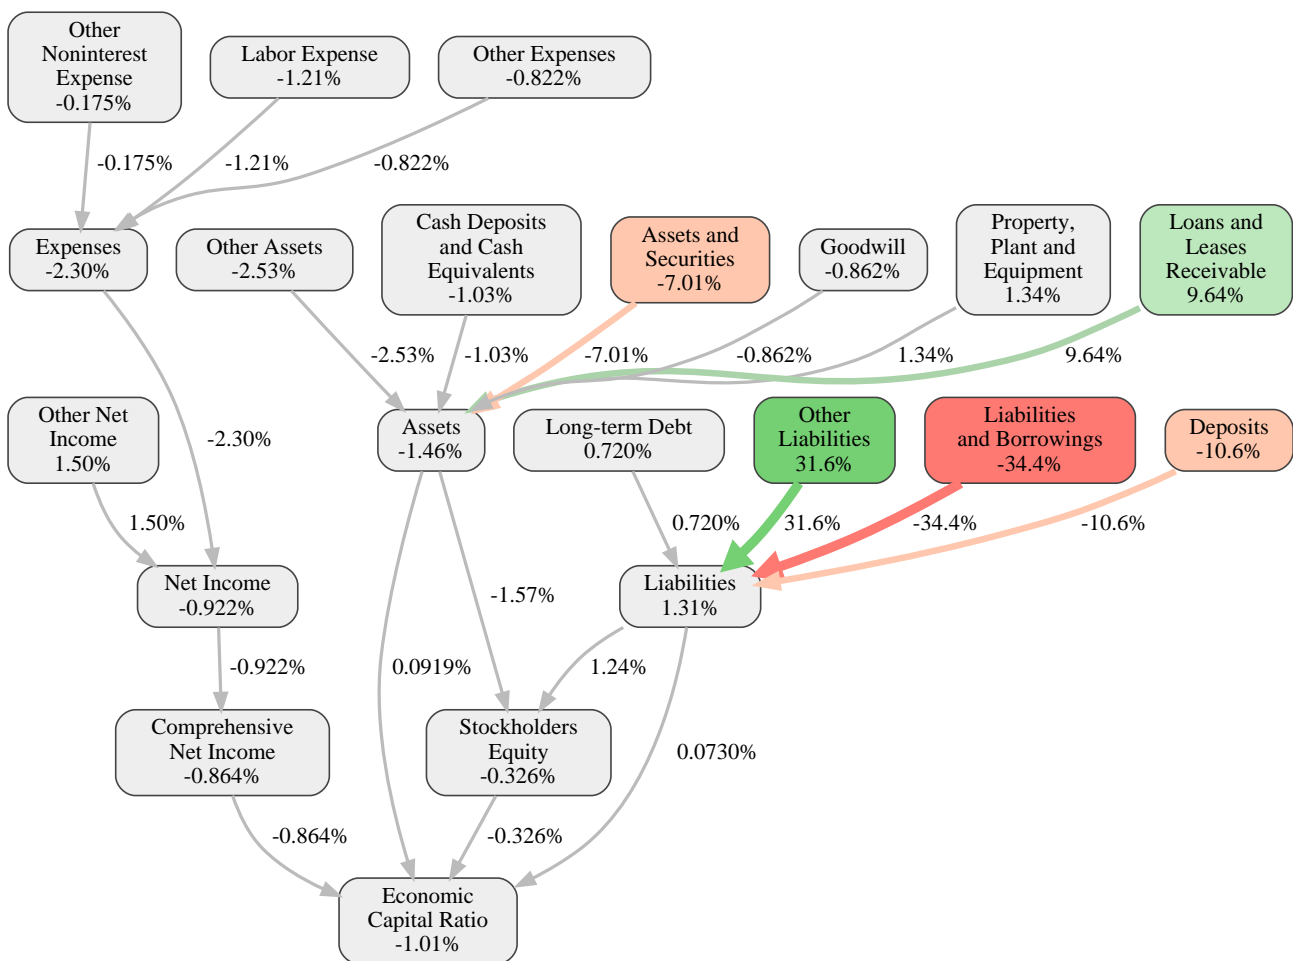 Other
Noninterest
Expense
-0.175%
Labor Expense
-1.21%
Other Expenses
-0.822%
-0.175%
-1.21%
-0.822%
Expenses
-2.30%
Other Assets
-2.53%
Cash Deposits
and Cash
Equivalents
-1.03%
Assets and
Securities
-7.01%
Goodwill
-0.862%
Property,
Plant and
Equipment
1.34%
Loans and
Leases
Receivable
9.64%
-2.53%
-1.03%
-7.01%
-0.862%
1.34%
9.64%
Other Net
Income
1.50%
-2.30%
Assets
-1.46%
Long-term Debt
0.720%
Other
Liabilities
31.6%
Liabilities
and Borrowings
-34.4%
Deposits
-10.6%
1.50%
0.720%
31.6%
-34.4%
-10.6%
Net Income
-0.922%
-1.57%
Liabilities
1.31%
-0.922%
0.0919%
1.24%
Comprehensive
Net Income
-0.864%
Stockholders
Equity
-0.326%
0.0730%
-0.864%
-0.326%
Economic
Capital Ratio
-1.01%